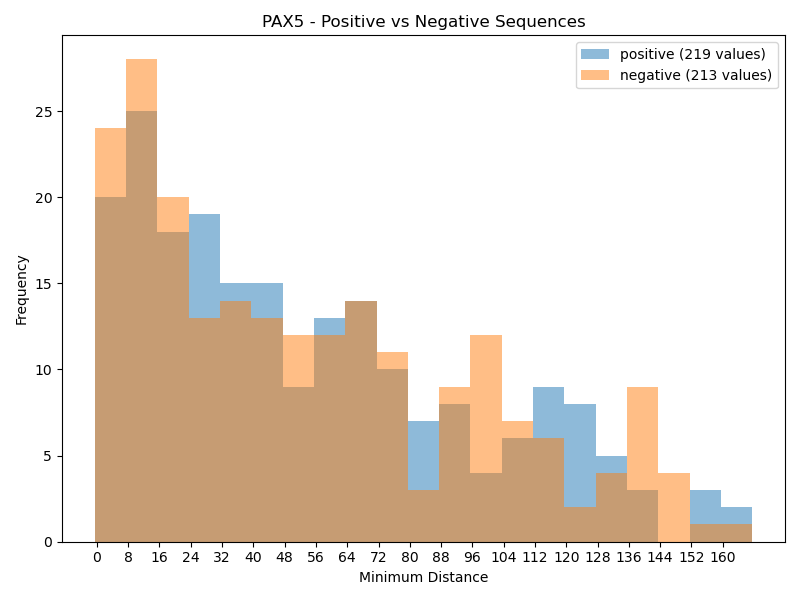 PAX5 - Positive vs Negative Sequences
positive (219 values)
negative (213 values)
Frequency
25
20
15
10
5
0
0 8 16 24 32 40 48 56 64 72 80 88 96 104 112 120 128 136 144 152 160
Minimum Distance